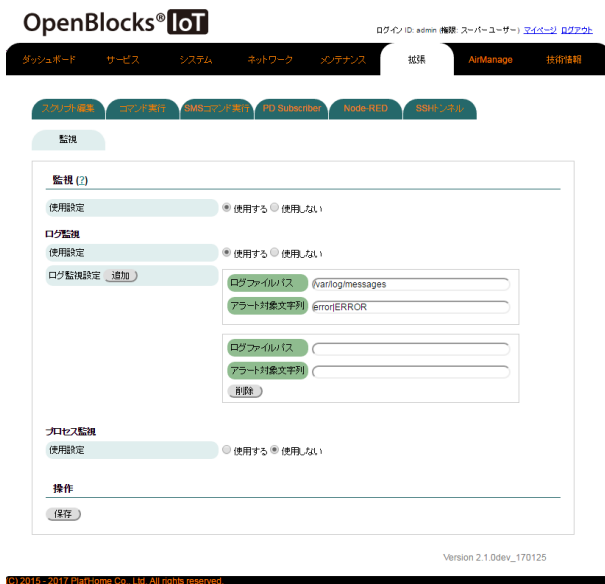 OpenBlocks® IoT
ログイン ID: admin (権限: スーパーユーザー) マイページ ログアウト
ダッシュボード サービス システム ネットワーク メンテナンス 拡張 AirManage 技術情報
スクリプト編集 コマンド実行 SMSコマンド実行 PD Subscriber Node-RED SSHトンネル
監視
監視 (?)
使用設定 使用する 使用しない
ログ監視
使用設定 使用する 使用しない
ログ監視設定 追加
ログファイルパス /var/log/messages
アラート対象文字列 error|ERROR
ログファイルパス
アラート対象文字列
削除
プロセス監視
使用設定 使用する 使用しない
操作
保存
Version 2.1.0dev_170125
(C) 2015 - 2017 Plat'Home Co., Ltd. All rights reserved.